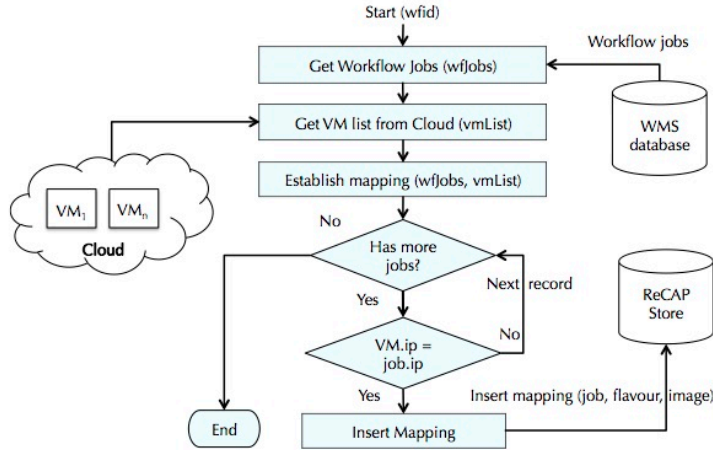 Start (wfid)
Workflow jobs
Get Workflow Jobs (wfJobs)
Get VM list from Cloud (vmList)
WMS
database
Establish mapping (wfJobs, vmList)
VM1
VMn
Cloud
No
Has more
jobs?
Next record
ReCAP
Store
Yes
VM.ip =
job.ip
No
Yes
Insert mapping (job, flavour, image)
End
Insert Mapping